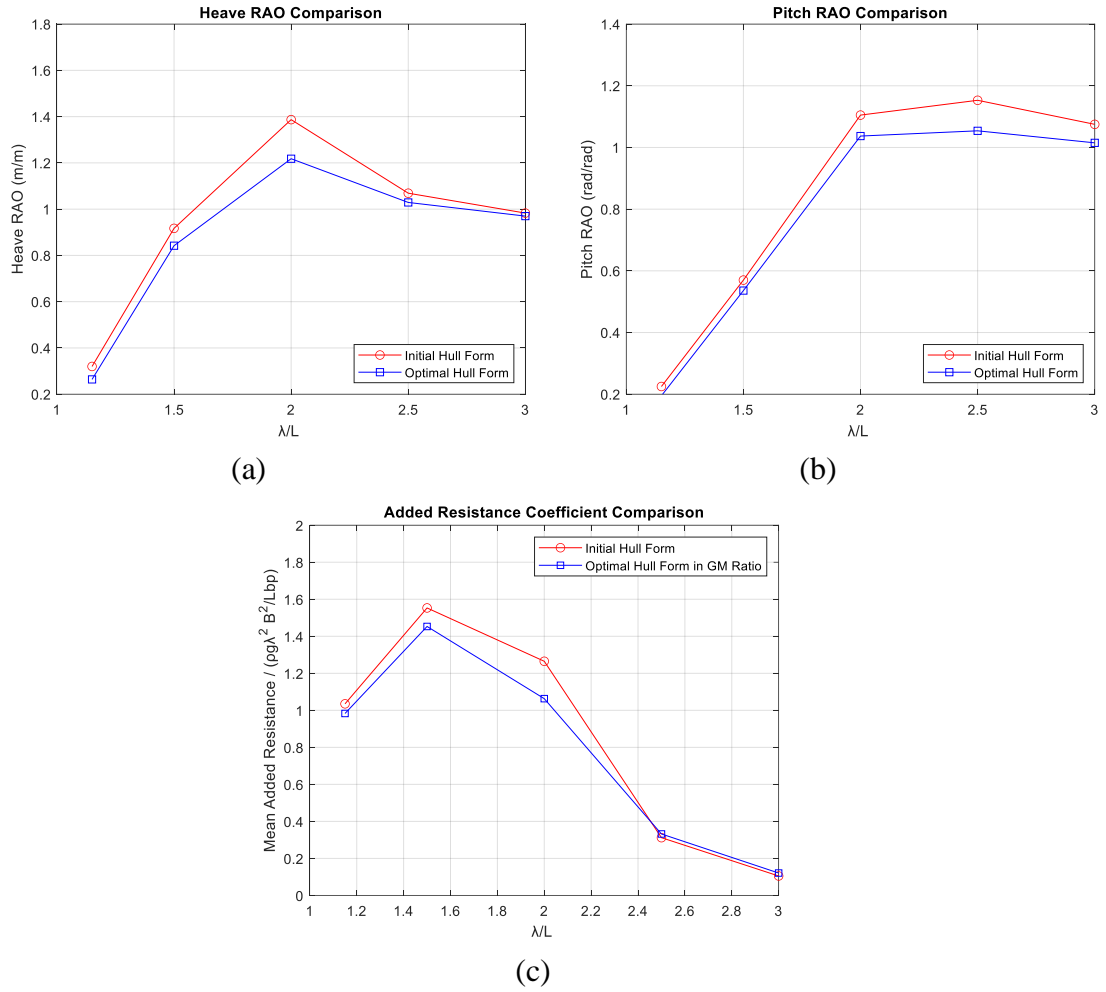 Heave RAO Comparison
1.8
1.6
1.4
1.2
1
0.8
0.6
0.4
0.2
Heave RAO (m/m)
Initial Hull Form
Optimal Hull Form
1 1.5 2 2.5 3
λ/L
(a)
Pitch RAO Comparison
1.4
1.2
1
0.8
0.6
0.4
0.2
Pitch RAO (rad/rad)
Initial Hull Form
Optimal Hull Form
1 1.5 2 2.5 3
λ/L
(b)
Added Resistance Coefficient Comparison
2
1.8
1.6
1.4
1.2
1
0.8
0.6
0.4
0.2
0
Mean Added Resistance / (ρgλ² B²/Lbp)
Initial Hull Form
Optimal Hull Form in GM Ratio
1 1.2 1.4 1.6 1.8 2 2.2 2.4 2.6 2.8 3
λ/L
(c)